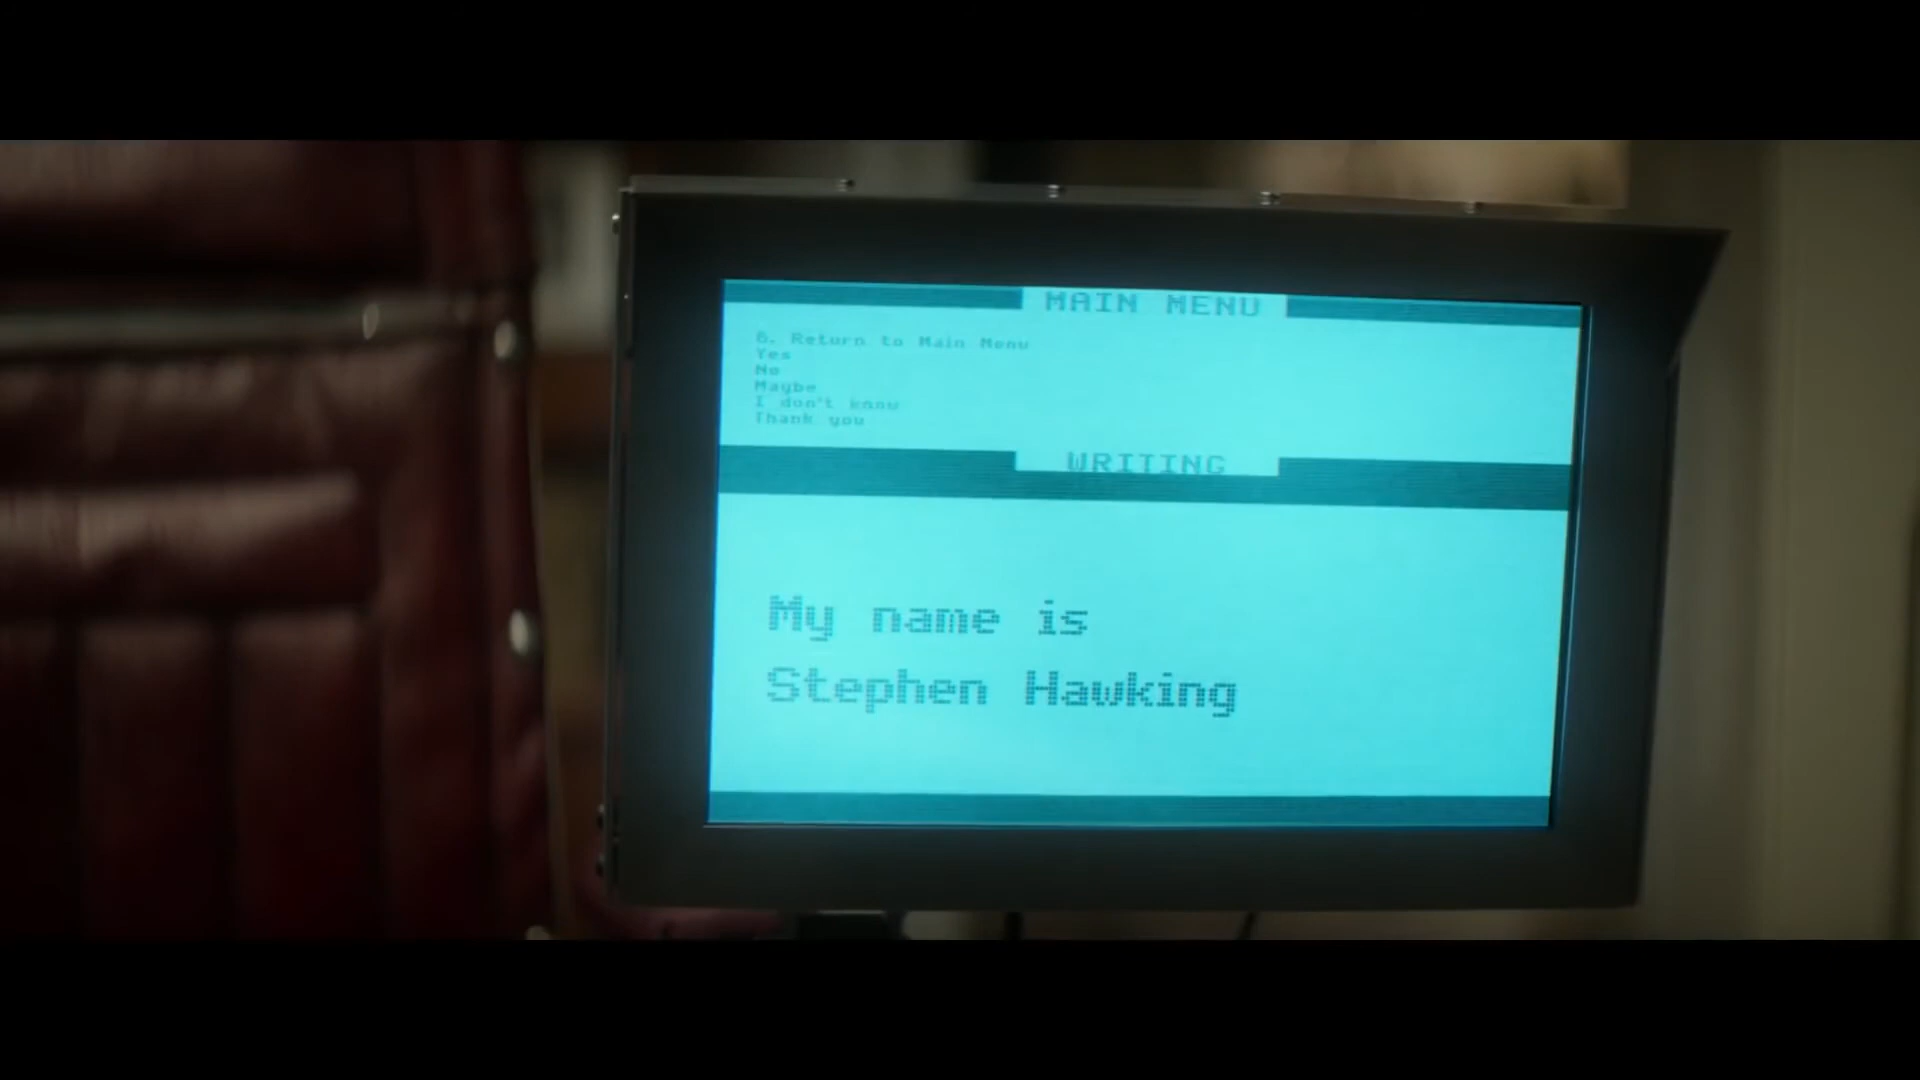 MAIN MENU
6. Return to Main Menu
Yes
No
Maybe
I don't know
Thank you
WRITING
My name is
Stephen Hawking